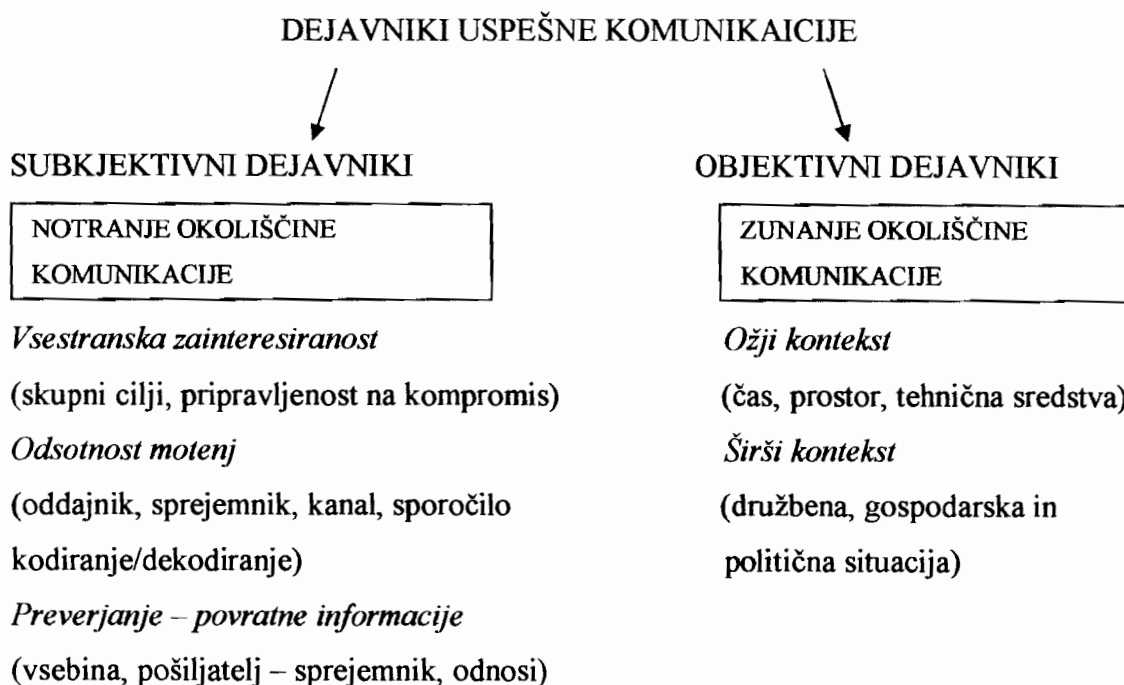 DEJAVNIKI USPEŠNE KOMUNIKAICIJE
SUBKJEKTIVNI DEJAVNIKI
NOTRANJE OKOLIŠČINE
KOMUNIKACIJE
Vsestranska zainteresiranost
(skupni cilji, pripravljenost na kompromis)
Odsotnost motenj
(oddajnik, sprejemnik, kanal, sporočilo
kodiranje/dekodiranje)
Preverjanje – povratne informacije
(vsebina, pošiljatelj – sprejemnik, odnosi)
OBJEKTIVNI DEJAVNIKI
ZUNANJE OKOLIŠČINE
KOMUNIKACIJE
Ožji kontekst
(čas, prostor, tehnična sredstva)
Širši kontekst
(družbena, gospodarska in
politična situacija)